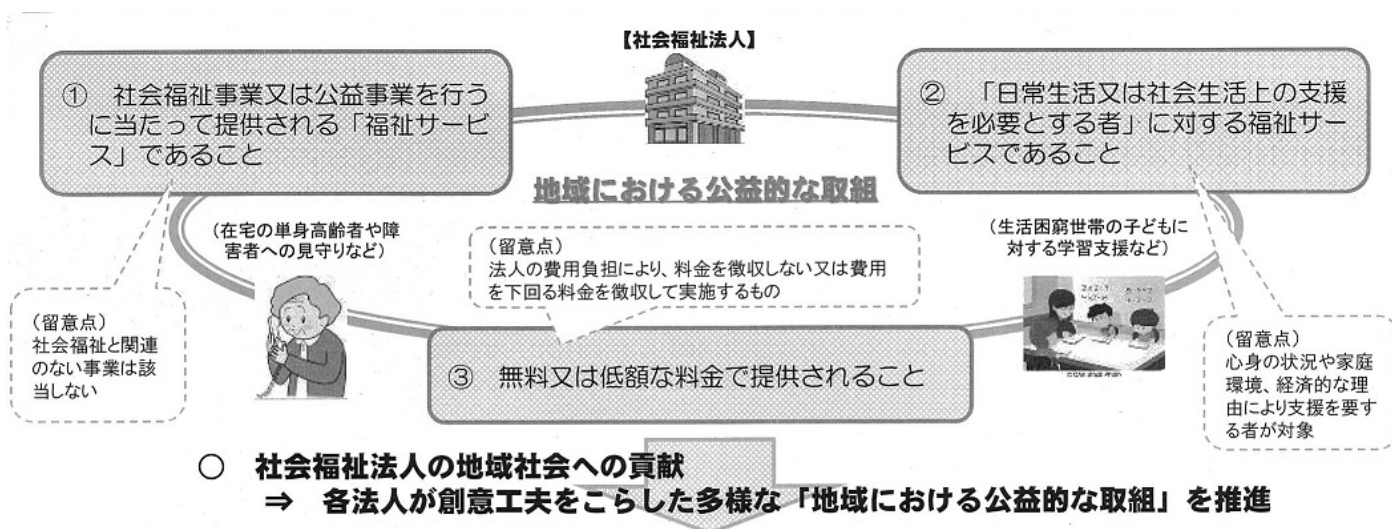 【社会福祉法人】
① 社会福祉事業又は公益事業を行う
に当たって提供される「福祉サービ
ス」であること
② 「日常生活又は社会生活上の支援
を必要とする者」に対する福祉サー
ビスであること
地域における公益的な取組
(在宅の単身高齢者や障
害者への見守りなど)
(留意点)
法人の費用負担により、料金を徴収しない又は費用
を下回る料金を徴収して実施するもの
(生活困窮世帯の子どもに
対する学習支援など)
(留意点)
社会福祉と関連
のない事業は該
当しない
③ 無料又は低額な料金で提供されること
(留意点)
心身の状況や家庭
環境、経済的な理
由により支援を要す
る者が対象
○ 社会福祉法人の地域社会への貢献
⇒ 各法人が創意工夫をこらした多様な「地域における公益的な取組」を推進